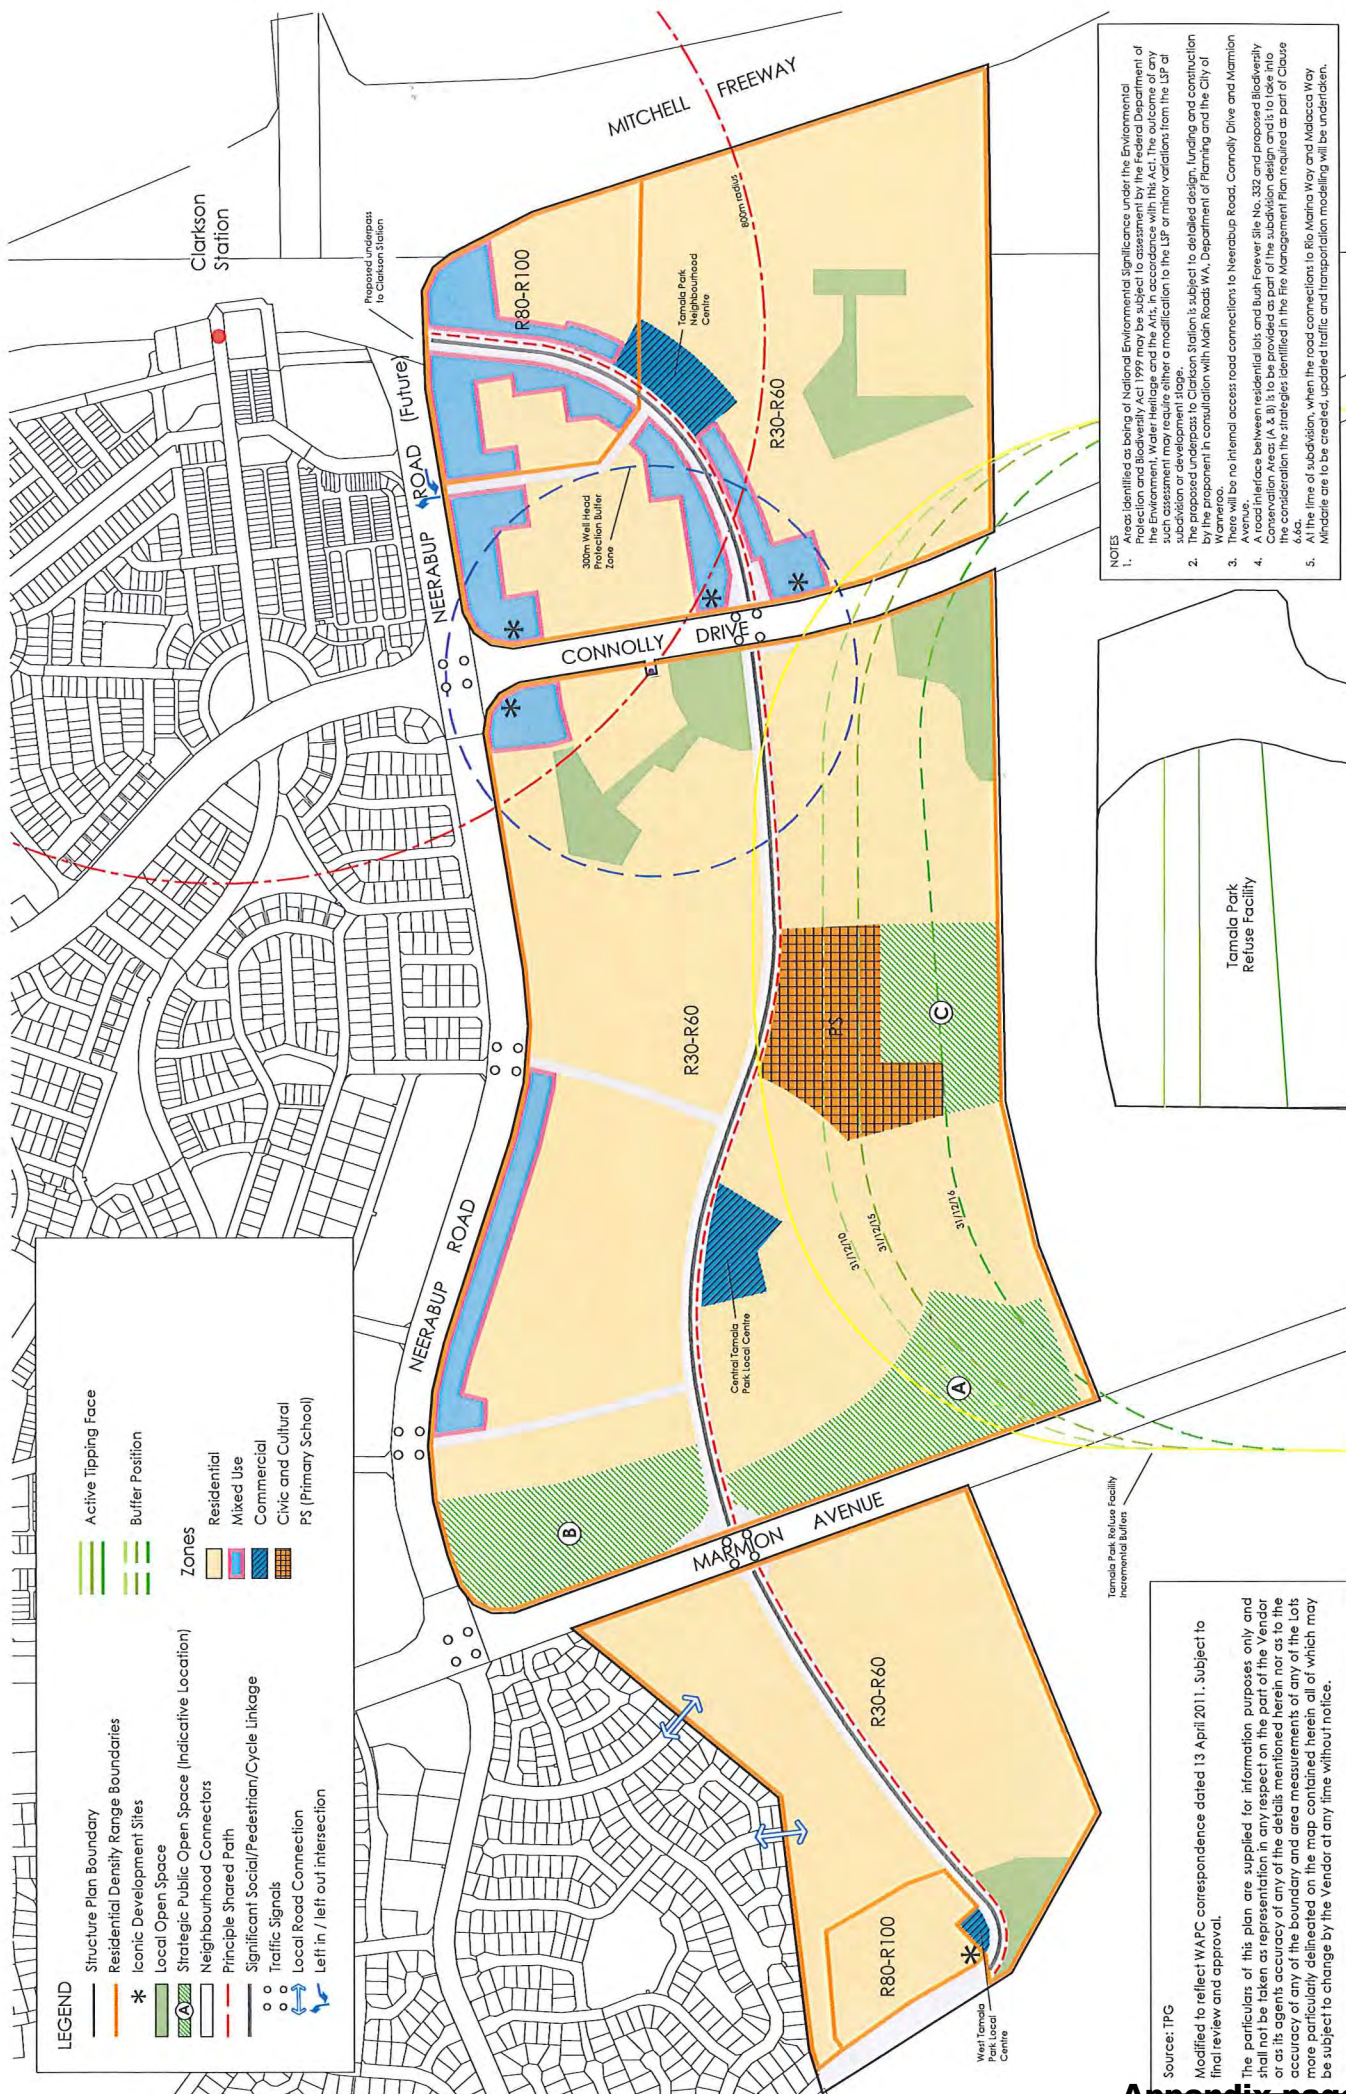 LEGEND
Structure Plan Boundary
Residential Density Range Boundaries
Iconic Development Sites
Local Open Space
A Strategic Public Open Space (Indicative Location)
Neighbourhood Connectors
Principle Shared Path
Significant Social/Pedestrian/Cycle Linkage
Traffic Signals
Local Road Connection
Left in / left out intersection
Active Tipping Face
Buffer Position
Zones
Residential
Mixed Use
Commercial
Civic and Cultural
PS (Primary School)
Clarkson
Station
Proposed underpass
to Clarkson Station
MITCHELL FREEWAY
800m radius
NEERABUP ROAD (Future)
R80-R100
Tamala Park
Neighbourhood
Centre
R30-R60
300m Well Head
Protection Buffer
Zone
CONNOLLY DRIVE
NEERABUP ROAD
R30-R60
PS
C
Central Tamala
Park Local Centre
31/12/10
31/12/15
31/12/16
A
B
MARMION AVENUE
R30-R60
R80-R100
West Tamala
Park Local
Centre
Tamala Park Refuse Facility
Incremental Buffers
Tamala Park
Refuse Facility
NOTES
1. Areas identified as being of National Environmental Significance under the Environmental
Protection and Biodiversity Act 1999 may be subject to assessment by the Federal Department of
the Environment, Water Heritage and the Arts, in accordance with this Act. The outcome of any
such assessment may require either a modification to the LSP or minor variations from the LSP at
subdivision or development stage.
2. The proposed underpass to Clarkson Station is subject to detailed design, funding and construction
by the proponent in consultation with Main Roads WA, Department of Planning and the City of
Wanneroo.
3. There will be no internal access road connections to Neerabup Road, Connolly Drive and Marmion
Avenue.
4. A road interface between residential lots and Bush Forever Site No. 332 and proposed Biodiversity
Conservation Areas (A & B) is to be provided as part of the subdivision design and is to take into
the consideration the strategies identified in the Fire Management Plan required as part of Clause
6.6a.
5. At the time of subdivision, when the road connections to Rio Marina Way and Malacca Way
Mindarie are to be created, updated traffic and transportation modelling will be undertaken.
Source: TPG
Modified to reflect WAPC correspondence dated 13 April 2011. Subject to
final review and approval.
The particulars of this plan are supplied for information purposes only and
shall not be taken as representation in any respect on the part of the Vendor
or as its agents accuracy of any of the details mentioned herein nor as to the
accuracy of any of the boundary and area measurements of any of the Lots
more particularly delineated on the map contained herein all of which may
be subject to change by the Vendor at any time without notice.
Appendix page